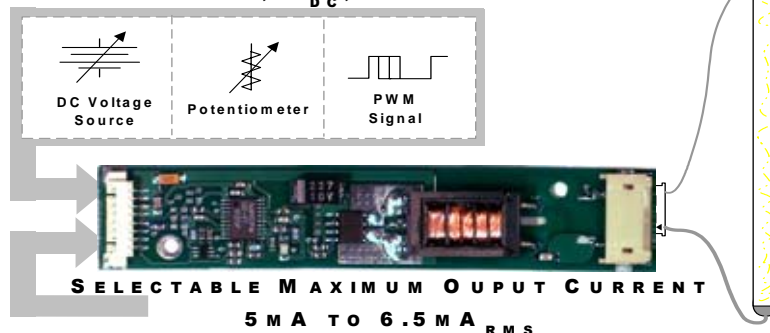 DC
DC Voltage
Source
Potentiometer
PWM
Signal
SELECTABLE MAXIMUM OUPUT CURRENT
5MA TO 6.5MA RMS